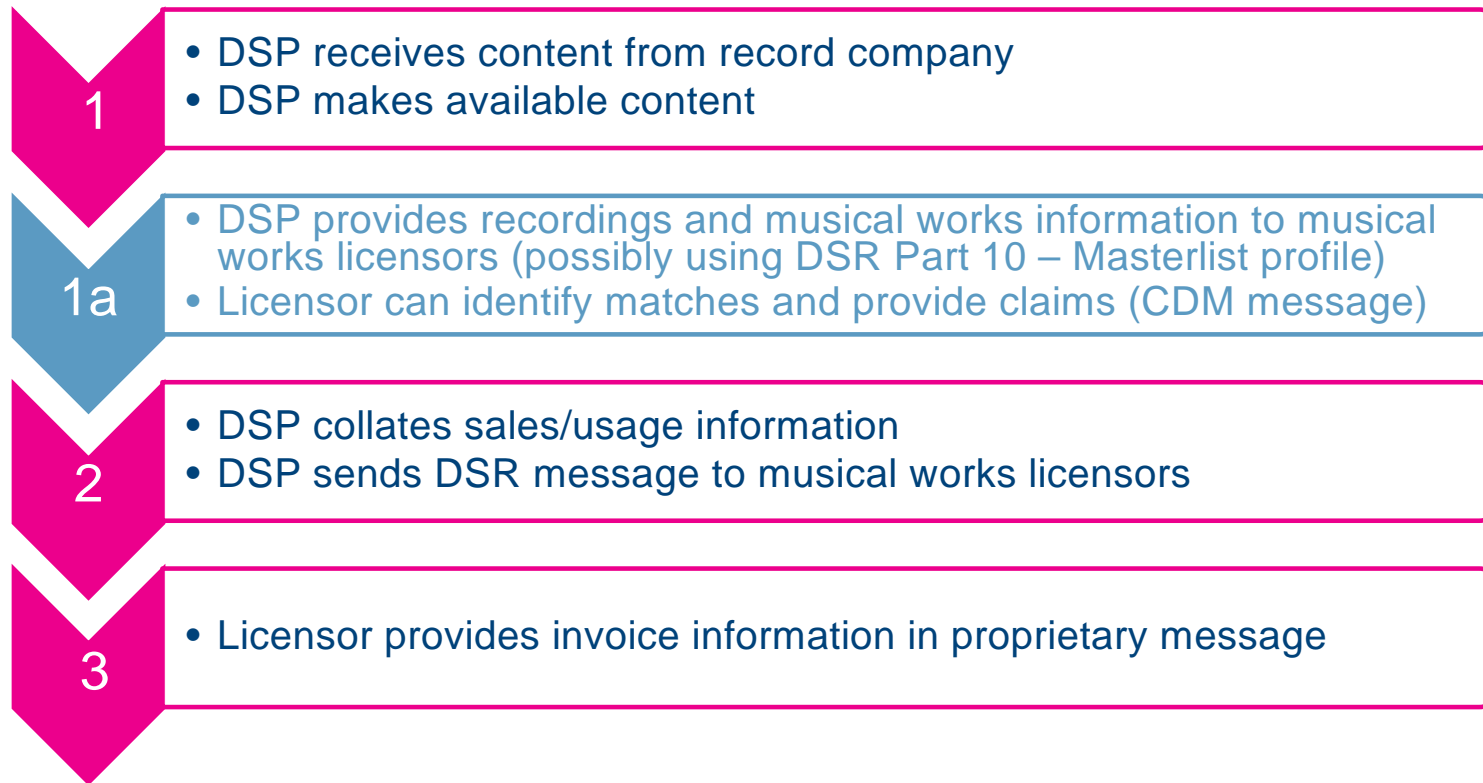 1
• DSP receives content from record company
• DSP makes available content
1a
• DSP provides recordings and musical works information to musical
works licensors (possibly using DSR Part 10 – Masterlist profile)
• Licensor can identify matches and provide claims (CDM message)
2
• DSP collates sales/usage information
• DSP sends DSR message to musical works licensors
3
• Licensor provides invoice information in proprietary message